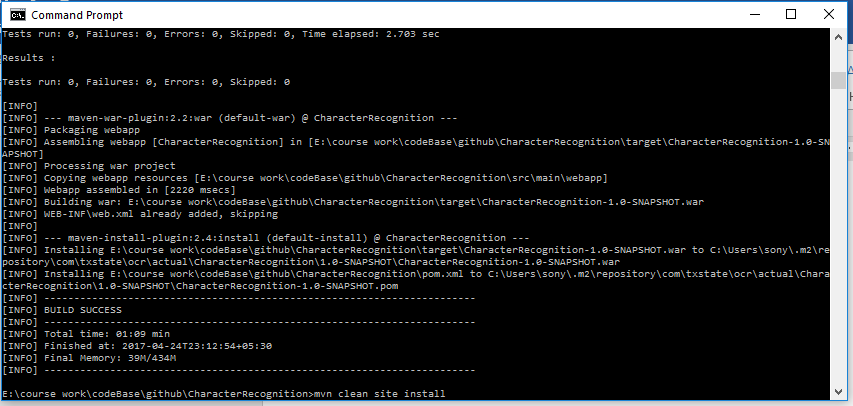 Command Prompt
Tests run: 0, Failures: 0, Errors: 0, Skipped: 0, Time elapsed: 2.703 sec
Results :
Tests run: 0, Failures: 0, Errors: 0, Skipped: 0
[INFO]
[INFO] --- maven-war-plugin:2.2:war (default-war) @ CharacterRecognition ---
[INFO] Packaging webapp
[INFO] Assembling webapp [CharacterRecognition] in [E:\course work\codeBase\github\CharacterRecognition\target\CharacterRecognition-1.0-SN
APSHOT]
[INFO] Processing war project
[INFO] Copying webapp resources [E:\course work\codeBase\github\CharacterRecognition\src\main\webapp]
[INFO] Webapp assembled in [2220 msecs]
[INFO] Building war: E:\course work\codeBase\github\CharacterRecognition\target\CharacterRecognition-1.0-SNAPSHOT.war
[INFO] WEB-INF\web.xml already added, skipping
[INFO]
[INFO] --- maven-install-plugin:2.4:install (default-install) @ CharacterRecognition ---
[INFO] Installing E:\course work\codeBase\github\CharacterRecognition\target\CharacterRecognition-1.0-SNAPSHOT.war to C:\Users\sony\.m2\re
pository\com\txstate\ocr\actual\CharacterRecognition\1.0-SNAPSHOT\CharacterRecognition-1.0-SNAPSHOT.war
[INFO] Installing E:\course work\codeBase\github\CharacterRecognition\pom.xml to C:\Users\sony\.m2\repository\com\txstate\ocr\actual\Chara
cterRecognition\1.0-SNAPSHOT\CharacterRecognition-1.0-SNAPSHOT.pom
[INFO] ------------------------------------------------------------------------
[INFO] BUILD SUCCESS
[INFO] ------------------------------------------------------------------------
[INFO] Total time: 01:09 min
[INFO] Finished at: 2017-04-24T23:12:54+05:30
[INFO] Final Memory: 39M/434M
[INFO] ------------------------------------------------------------------------
E:\course work\codeBase\github\CharacterRecognition>mvn clean site install